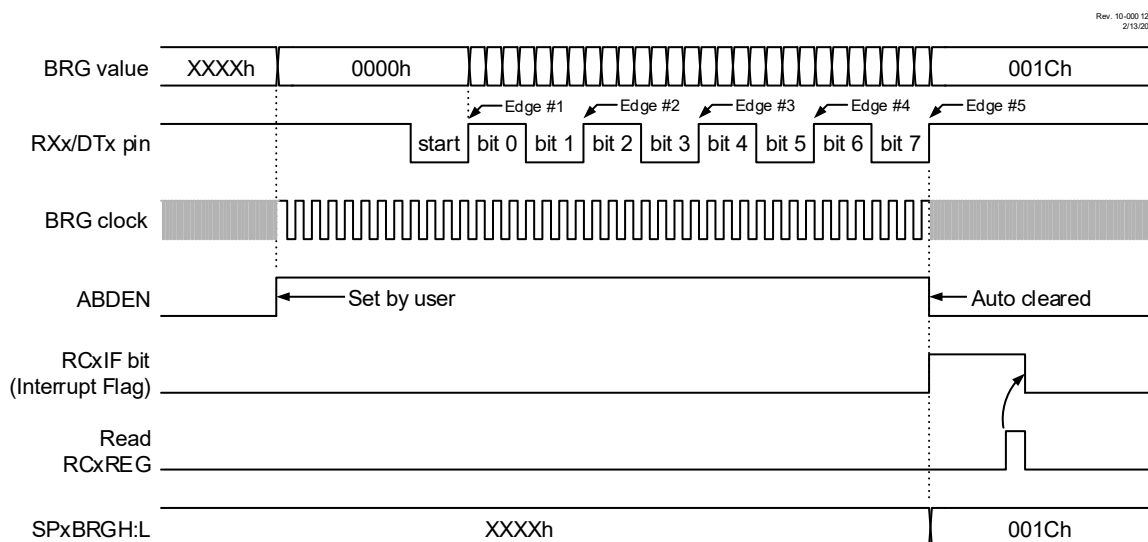 Rev. 10-000 12
2/13/20
BRG value XXXXh 0000h 001Ch
Edge #1 Edge #2 Edge #3 Edge #4 Edge #5
RXx/DTx pin start bit 0 bit 1 bit 2 bit 3 bit 4 bit 5 bit 6 bit 7
BRG clock
ABDEN Set by user Auto cleared
RCxIF bit
(Interrupt Flag)
Read
RCxREG
SPxBRGH:L XXXXh 001Ch